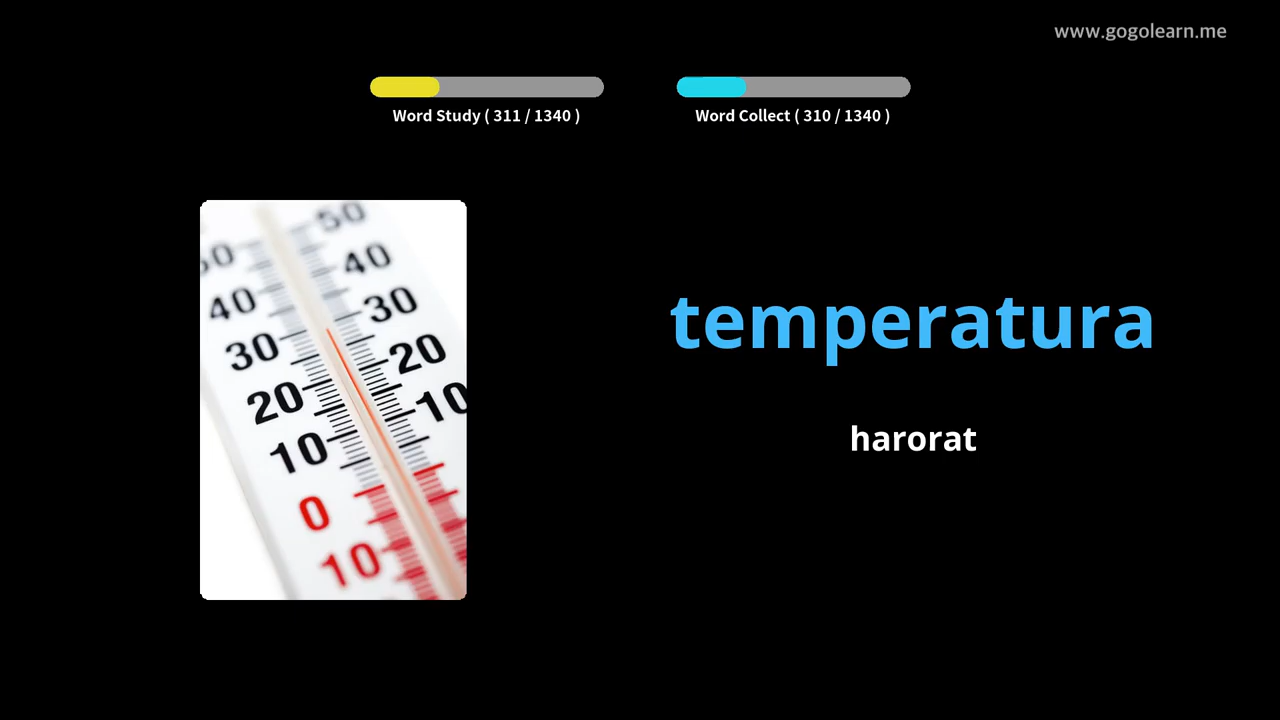 www.gogolearn.me
Word Study ( 311 / 1340 )
Word Collect ( 310 / 1340 )
temperatura
harorat
50
40
40
30
30
20
20
10
10
0
10